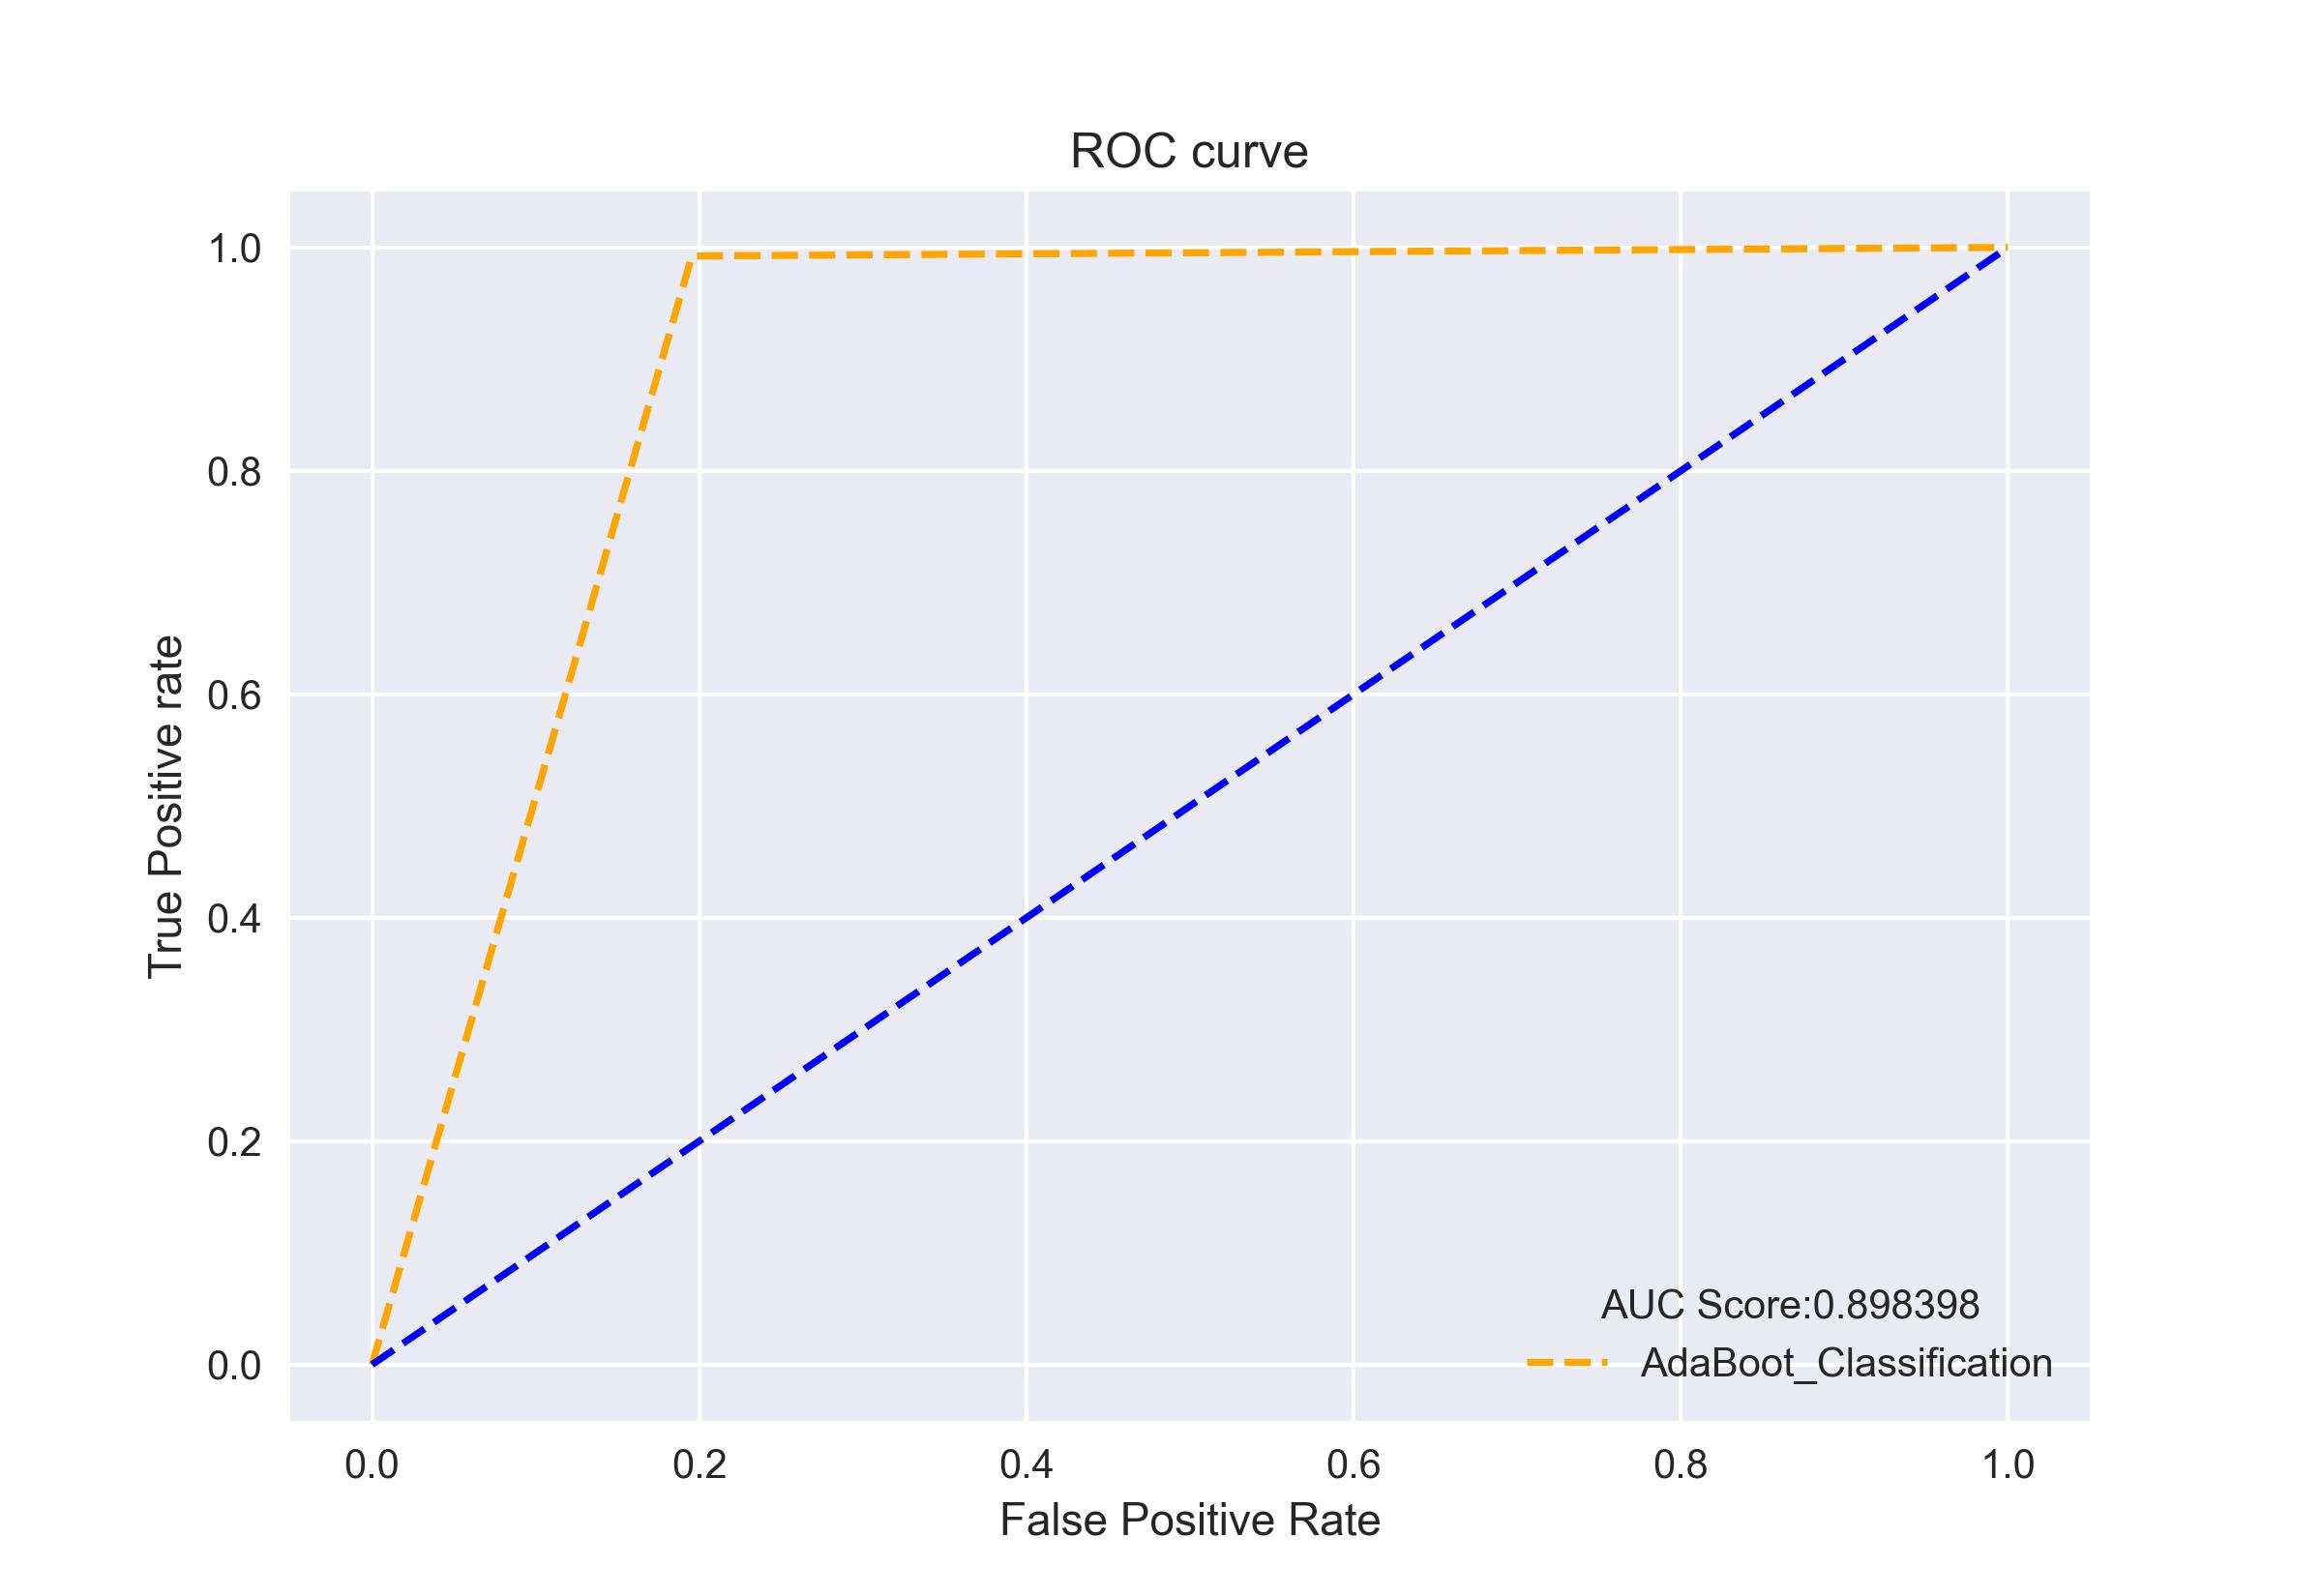 ROC curve
1.0
0.8
0.6
0.4
0.2
0.0
True Positive rate
AUC Score:0.898398
AdaBoot_Classification
0.0 0.2 0.4 0.6 0.8 1.0
False Positive Rate